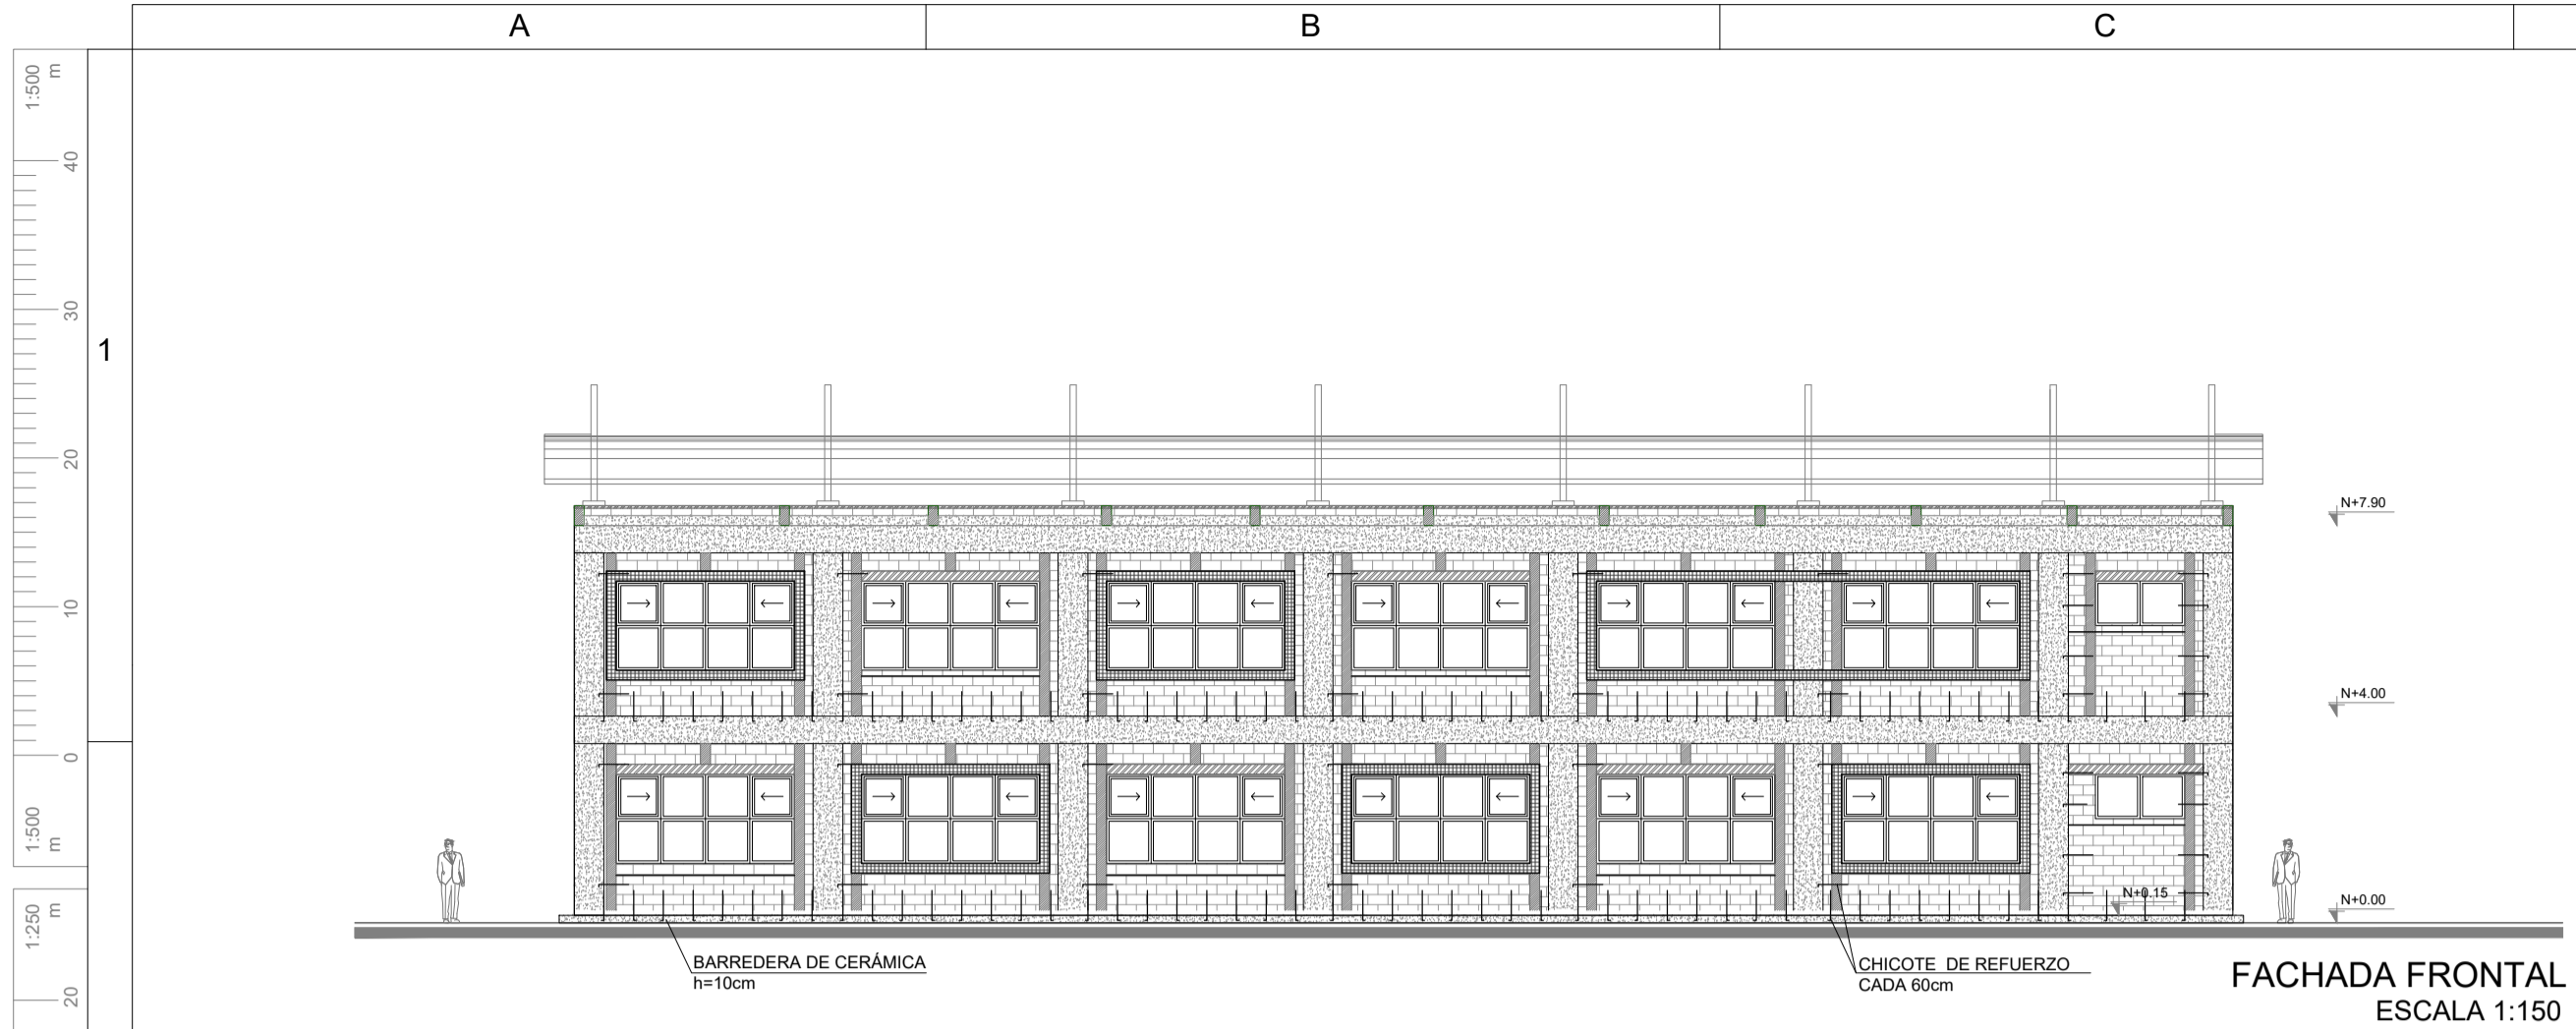 A
B
C
1:500
m
40
30
1
20
10
0
1:500
m
1:250
m
20
N+7.90
N+4.00
N+0.15
N+0.00
BARREDERA DE CERÁMICA
h=10cm
CHICOTE DE REFUERZO
CADA 60cm
FACHADA FRONTAL
ESCALA 1:150